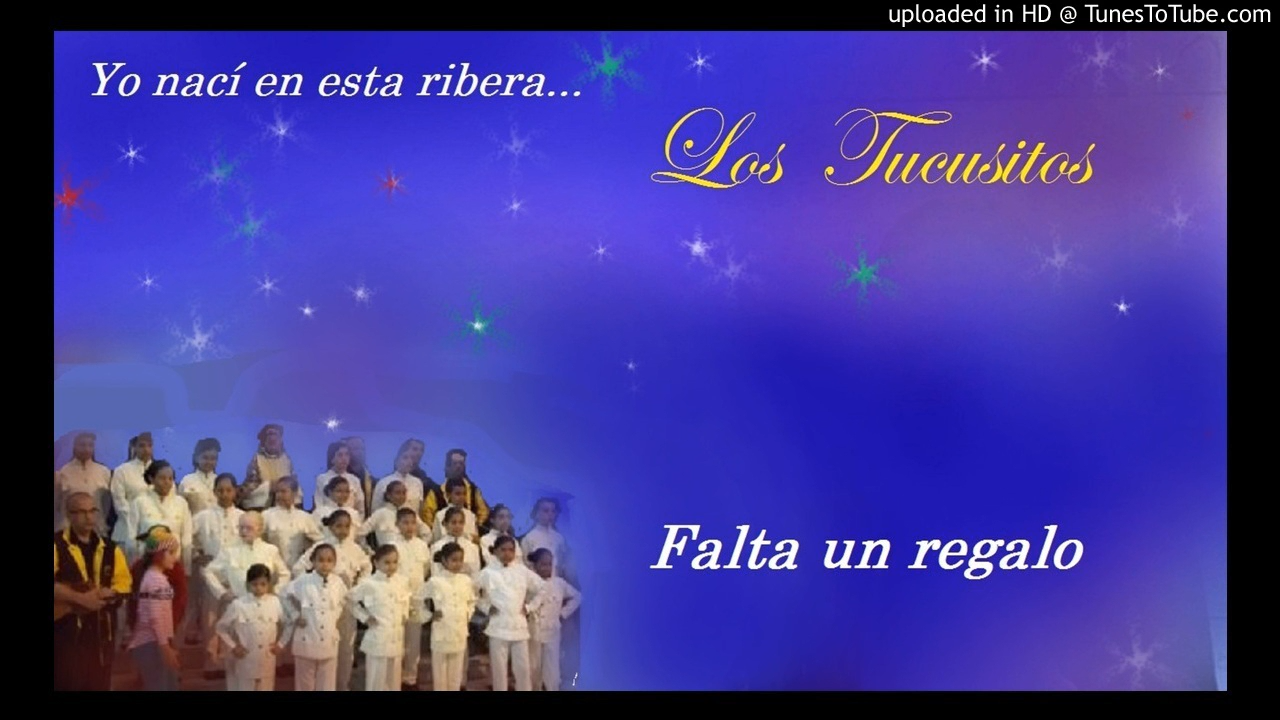 uploaded in HD @ TunesToTube.com
Yo nací en esta ribera...
Los Tucusitos
Falta un regalo